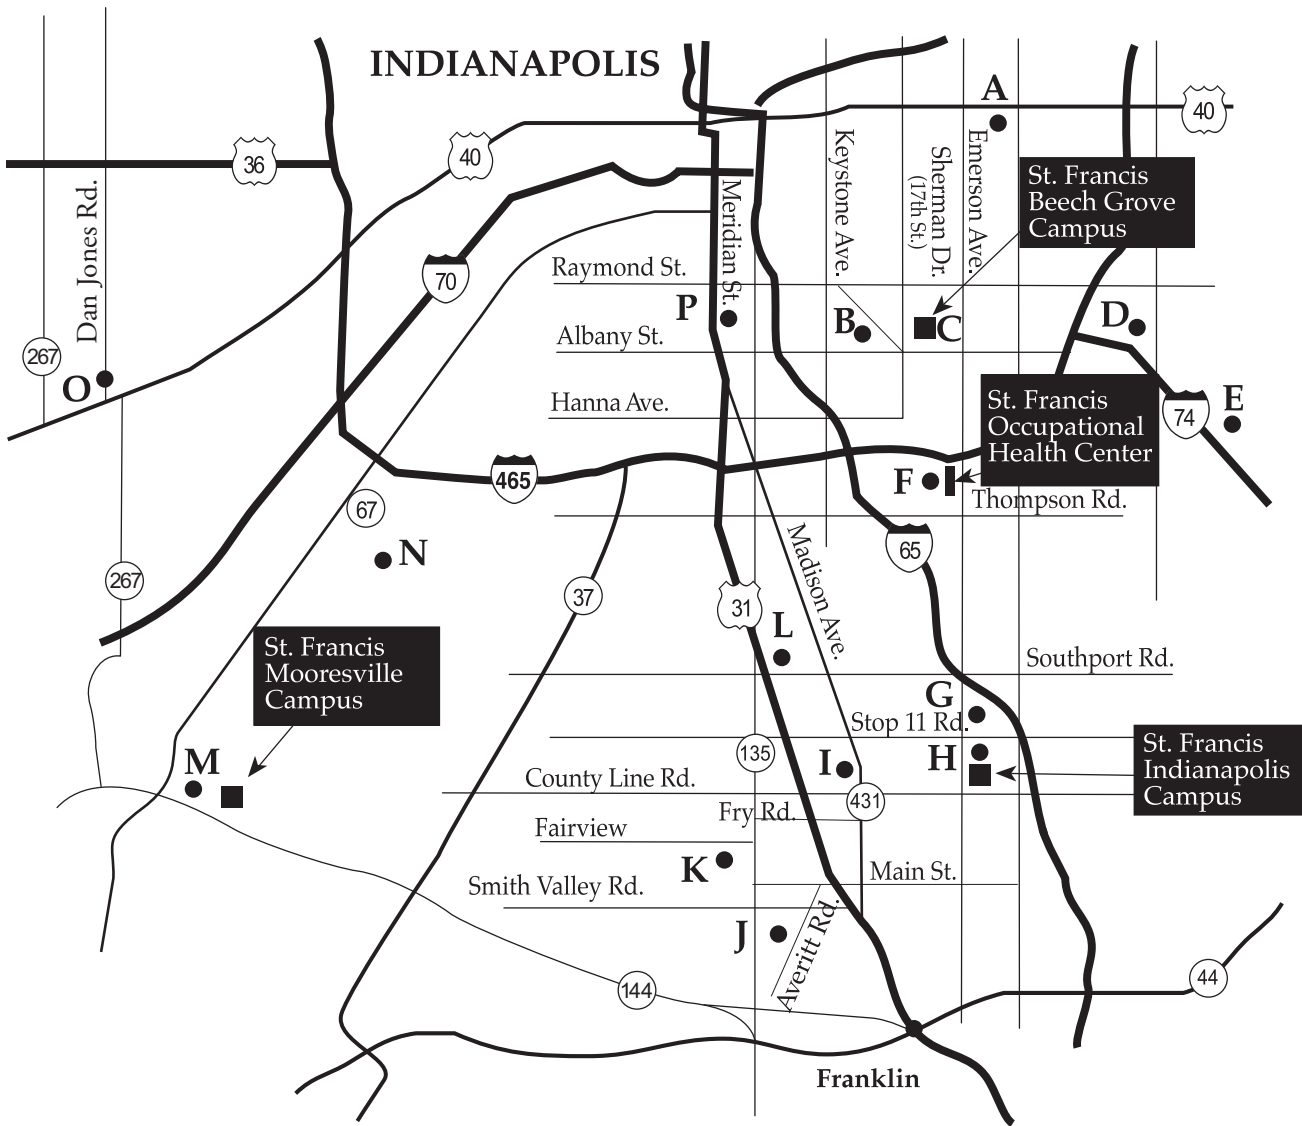 INDIANAPOLIS
A
40
40
36
Keystone Ave.
Sherman Dr.
(17th St.)
Emerson Ave.
St. Francis
Beech Grove
Campus
Dan Jones Rd.
Meridian St.
Raymond St.
70
P
B
C
D
Albany St.
267
O
Hanna Ave.
St. Francis
Occupational
Health Center
74
E
465
F
Thompson Rd.
67
N
65
Madison Ave.
267
37
31
L
St. Francis
Mooresville
Campus
Southport Rd.
G
Stop 11 Rd.
135
H
St. Francis
Indianapolis
Campus
M
I
County Line Rd.
431
Fry Rd.
Fairview
K
Main St.
Smith Valley Rd.
J
Averitt Rd.
144
44
Franklin